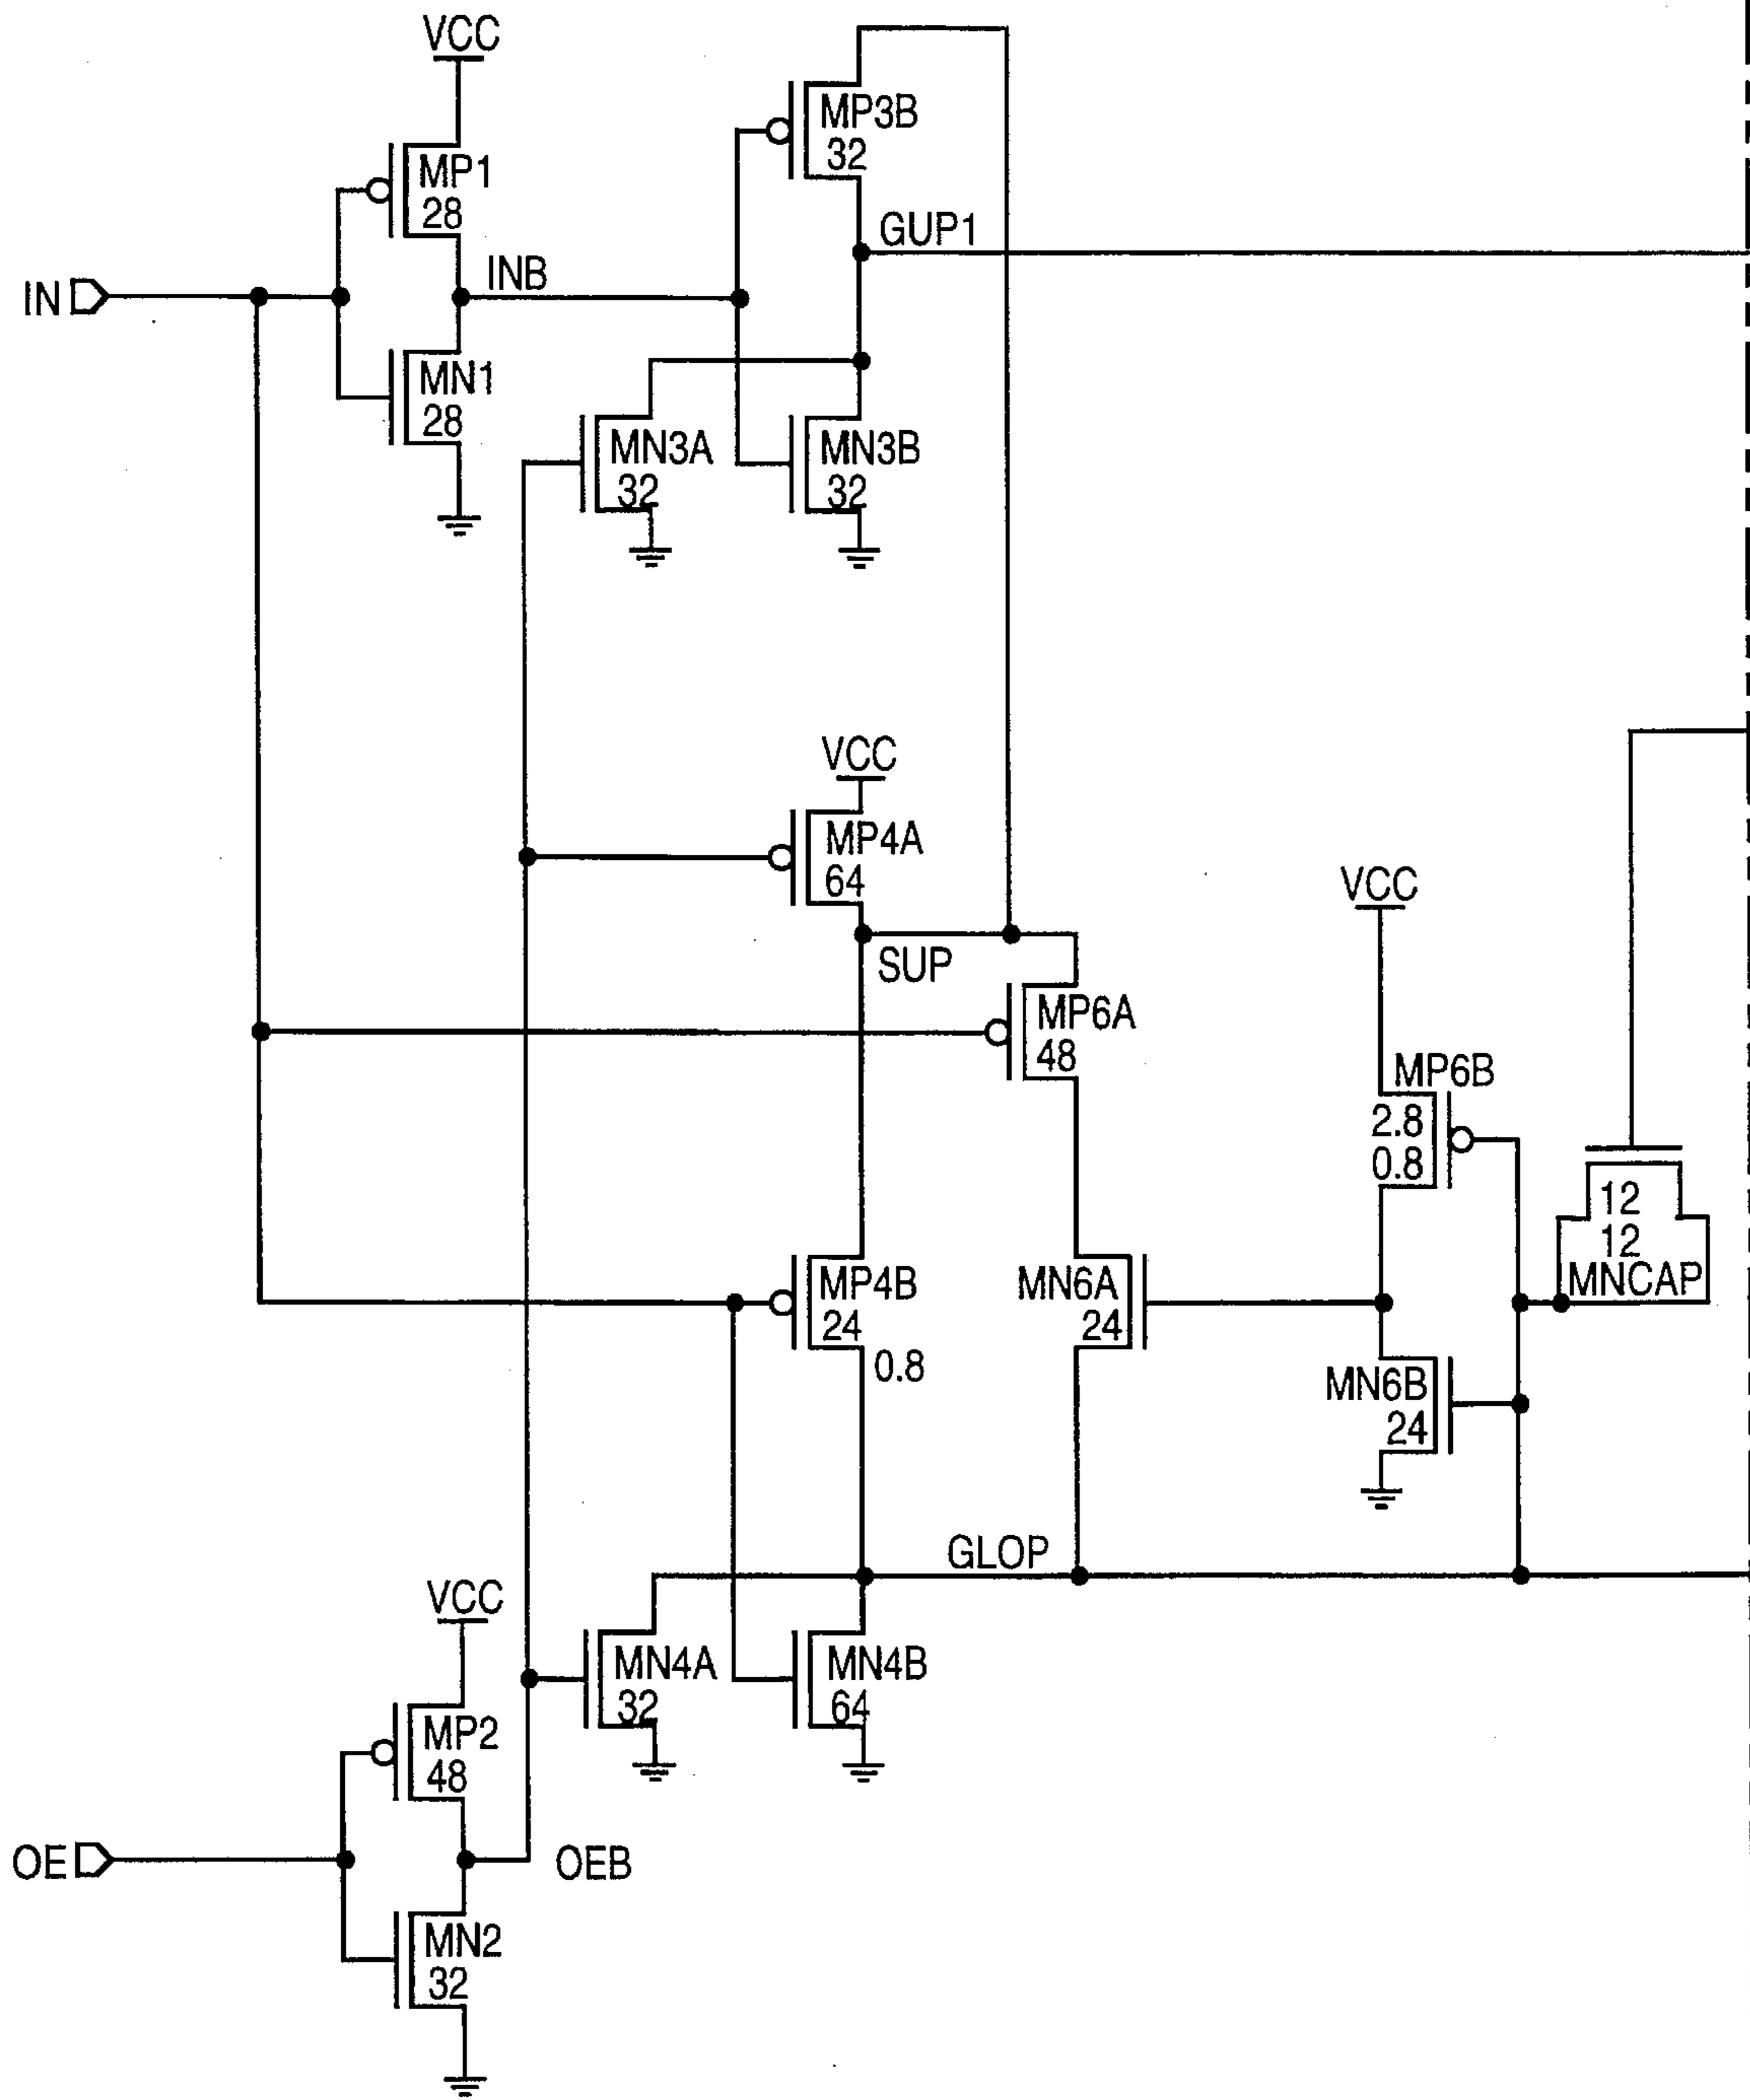 VCC
MP3B
32
MP1
28
GUP1
INB
IN
MN1
28
MN3A
32
MN3B
32
VCC
MP4A
64
VCC
SUP
MP6A
48
MP6B
2.8
0.8
12
12
MNCAP
MP4B
24
0.8
MN6A
24
MN6B
24
GLOP
VCC
MN4A
32
MN4B
64
MP2
48
OE
OEB
MN2
32